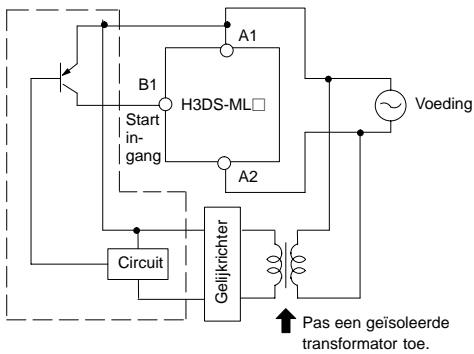 A1
B1
H3DS-ML□
Voeding
Start
in-
gang
A2
Circuit
Gelijkrichter
Pas een geïsoleerde
transformator toe.